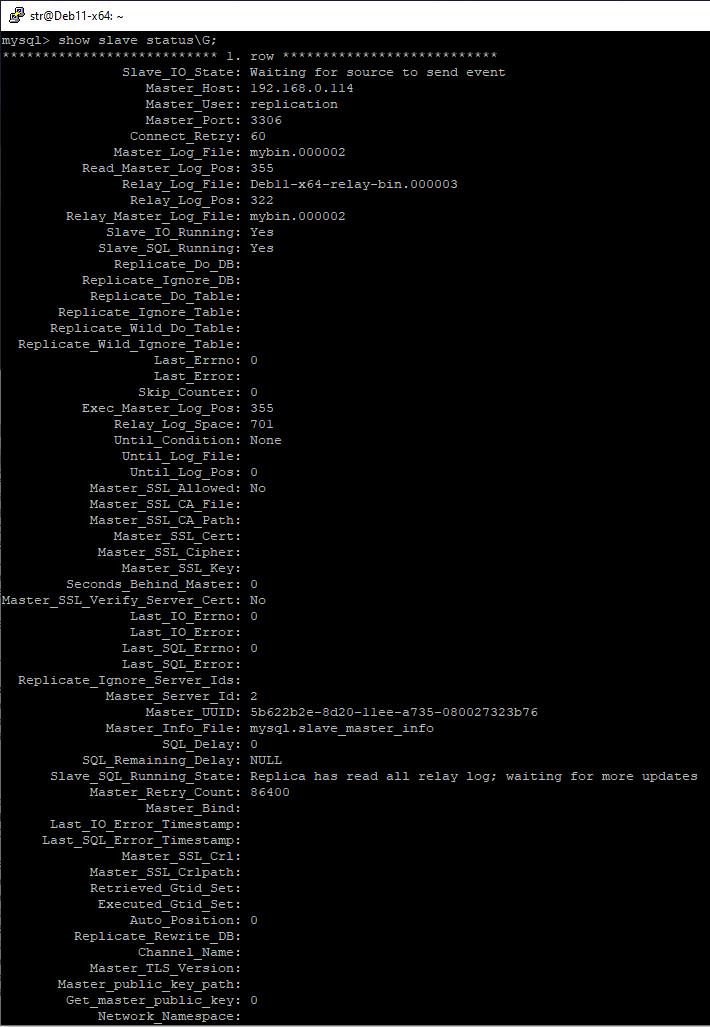 str@Deb11-x64: ~
mysql> show slave status\G;
*************************** 1. row ***************************
Slave_IO_State: Waiting for source to send event
Master_Host: 192.168.0.114
Master_User: replication
Master_Port: 3306
Connect_Retry: 60
Master_Log_File: mybin.000002
Read_Master_Log_Pos: 355
Relay_Log_File: Deb11-x64-relay-bin.000003
Relay_Log_Pos: 322
Relay_Master_Log_File: mybin.000002
Slave_IO_Running: Yes
Slave_SQL_Running: Yes
Replicate_Do_DB:
Replicate_Ignore_DB:
Replicate_Do_Table:
Replicate_Ignore_Table:
Replicate_Wild_Do_Table:
Replicate_Wild_Ignore_Table:
Last_Errno: 0
Last_Error:
Skip_Counter: 0
Exec_Master_Log_Pos: 355
Relay_Log_Space: 701
Until_Condition: None
Until_Log_File:
Until_Log_Pos: 0
Master_SSL_Allowed: No
Master_SSL_CA_File:
Master_SSL_CA_Path:
Master_SSL_Cert:
Master_SSL_Cipher:
Master_SSL_Key:
Seconds_Behind_Master: 0
Master_SSL_Verify_Server_Cert: No
Last_IO_Errno: 0
Last_IO_Error:
Last_SQL_Errno: 0
Last_SQL_Error:
Replicate_Ignore_Server_Ids:
Master_Server_Id: 2
Master_UUID: 5b622b2e-8d20-11ee-a735-080027323b76
Master_Info_File: mysql.slave_master_info
SQL_Delay: 0
SQL_Remaining_Delay: NULL
Slave_SQL_Running_State: Replica has read all relay log; waiting for more updates
Master_Retry_Count: 86400
Master_Bind:
Last_IO_Error_Timestamp:
Last_SQL_Error_Timestamp:
Master_SSL_Crl:
Master_SSL_Crlpath:
Retrieved_Gtid_Set:
Executed_Gtid_Set:
Auto_Position: 0
Replicate_Rewrite_DB:
Channel_Name:
Master_TLS_Version:
Master_public_key_path:
Get_master_public_key: 0
Network_Namespace: